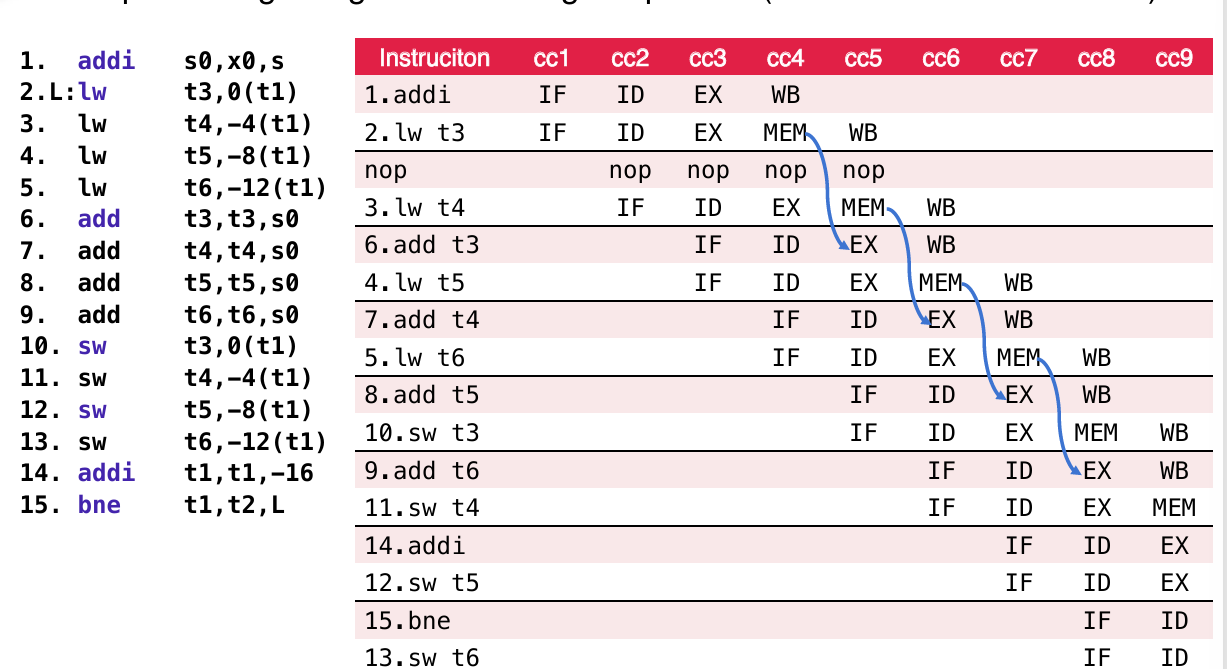 1. addi s0,x0,s
2.L:lw t3,0(t1)
3. lw t4,-4(t1)
4. lw t5,-8(t1)
5. lw t6,-12(t1)
6. add t3,t3,s0
7. add t4,t4,s0
8. add t5,t5,s0
9. add t6,t6,s0
10. sw t3,0(t1)
11. sw t4,-4(t1)
12. sw t5,-8(t1)
13. sw t6,-12(t1)
14. addi t1,t1,-16
15. bne t1,t2,L
Instruciton cc1 cc2 cc3 cc4 cc5 cc6 cc7 cc8 cc9
1.addi IF ID EX WB
2.lw t3 IF ID EX MEM WB
nop nop nop nop nop
3.lw t4 IF ID EX MEM WB
6.add t3 IF ID EX WB
4.lw t5 IF ID EX MEM WB
7.add t4 IF ID EX WB
5.lw t6 IF ID EX MEM WB
8.add t5 IF ID EX WB
10.sw t3 IF ID EX MEM WB
9.add t6 IF ID EX WB
11.sw t4 IF ID EX MEM
14.addi IF ID EX
12.sw t5 IF ID EX
15.bne IF ID
13.sw t6 IF ID